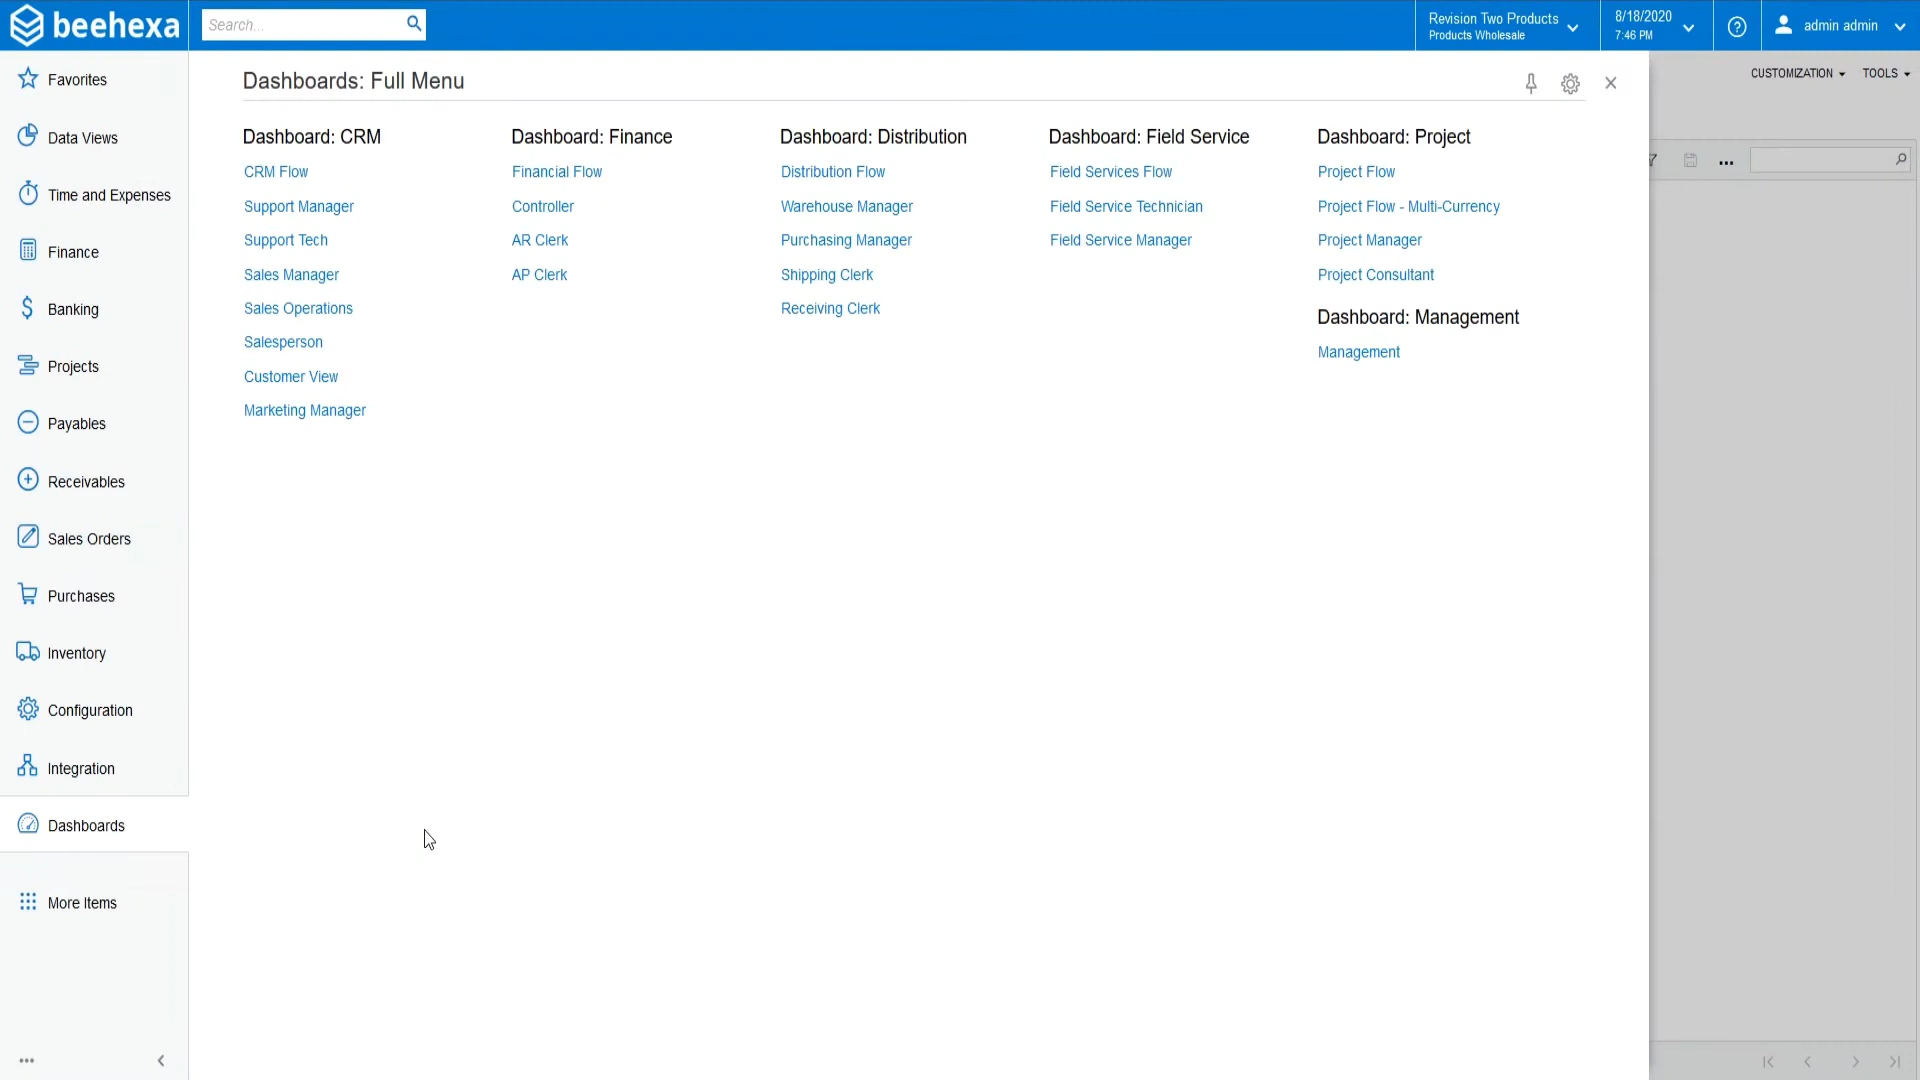 beehexa
Search...
Revision Two Products
Products Wholesale
8/18/2020
7:46 PM
admin admin
Favorites
Data Views
Time and Expenses
Finance
Banking
Projects
Payables
Receivables
Sales Orders
Purchases
Inventory
Configuration
Integration
Dashboards
More Items
Dashboards: Full Menu
CUSTOMIZATION
TOOLS
Dashboard: CRM
CRM Flow
Support Manager
Support Tech
Sales Manager
Sales Operations
Salesperson
Customer View
Marketing Manager
Dashboard: Finance
Financial Flow
Controller
AR Clerk
AP Clerk
Dashboard: Distribution
Distribution Flow
Warehouse Manager
Purchasing Manager
Shipping Clerk
Receiving Clerk
Dashboard: Field Service
Field Services Flow
Field Service Technician
Field Service Manager
Dashboard: Project
Project Flow
Project Flow - Multi-Currency
Project Manager
Project Consultant
Dashboard: Management
Management